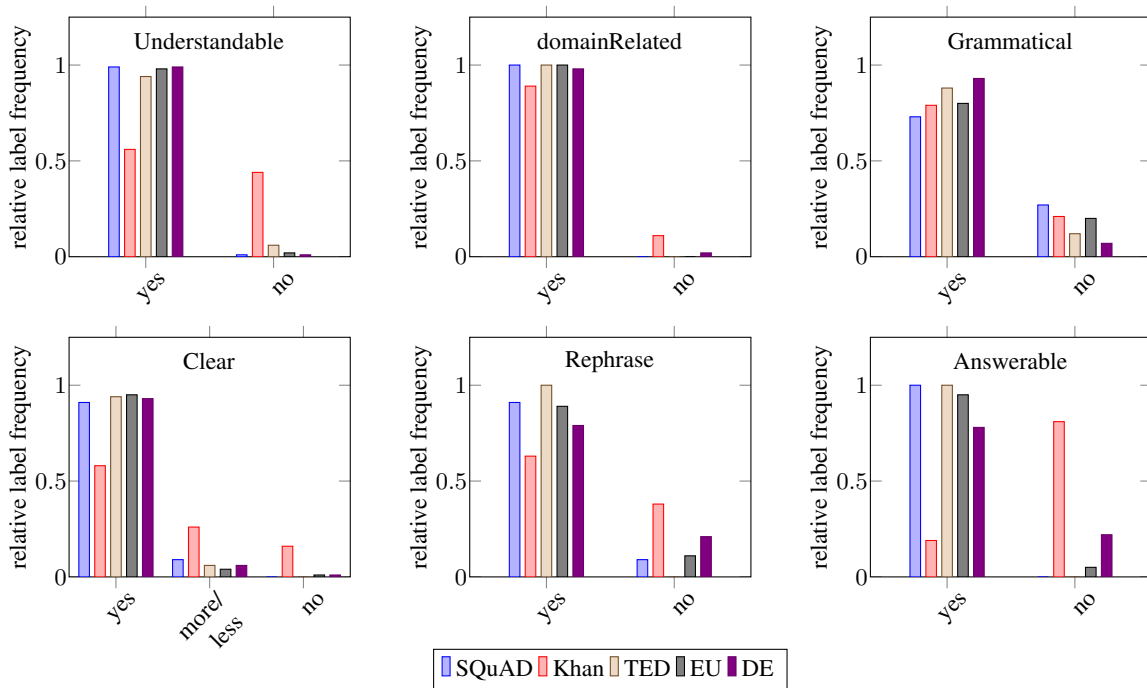 Understandable
relative label frequency
1
0.5
0
yes
no
domainRelated
relative label frequency
1
0.5
0
yes
no
Grammatical
relative label frequency
1
0.5
0
yes
no
Clear
relative label frequency
1
0.5
0
yes
more/
less
no
Rephrase
relative label frequency
1
0.5
0
yes
no
Answerable
relative label frequency
1
0.5
0
yes
no
SQuAD Khan TED EU DE